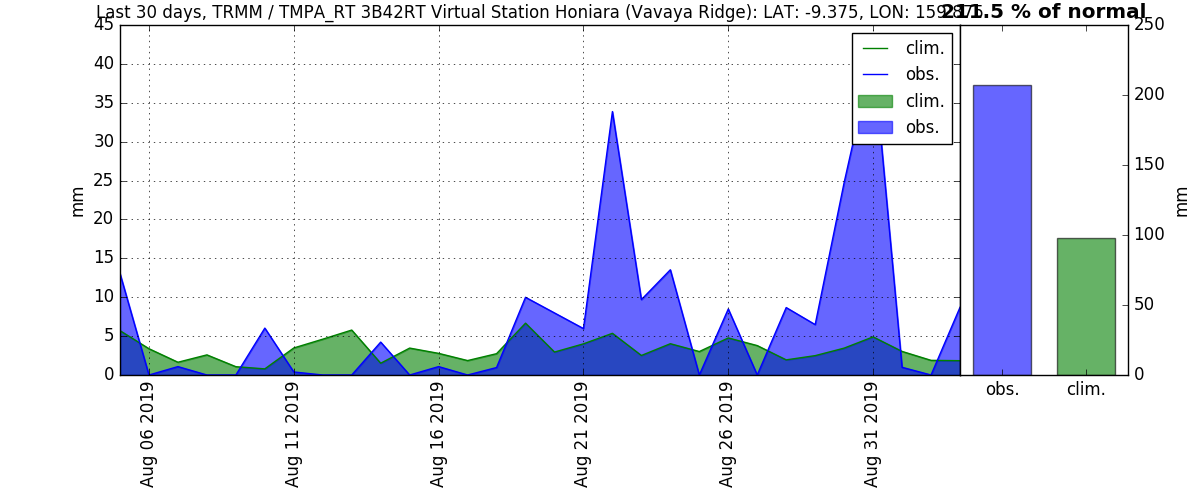 Last 30 days, TRMM / TMPA_RT 3B42RT Virtual Station Honiara (Vavaya Ridge): LAT: -9.375, LON: 159.875
211.5 % of normal
45
40
35
30
25
20
15
10
5
0
mm
clim.
obs.
clim.
obs.
Aug 06 2019
Aug 11 2019
Aug 16 2019
Aug 21 2019
Aug 26 2019
Aug 31 2019
250
200
150
100
50
0
mm
obs.
clim.